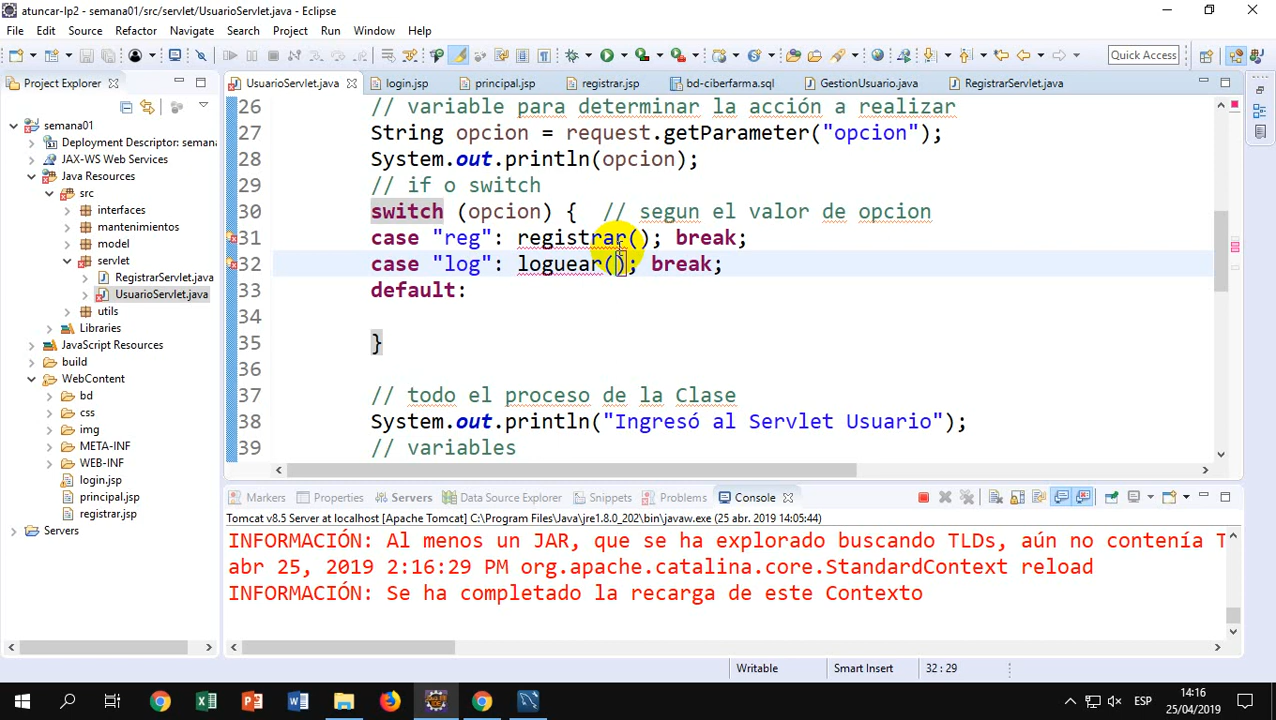 atuncar-lp2 - semana01/src/servlet/UsuarioServlet.java - Eclipse
File Edit Source Refactor Navigate Search Project Run Window Help
Quick Access
Project Explorer
UsuarioServlet.java login.jsp principal.jsp registrar.jsp bd-ciberfarma.sql GestionUsuario.java RegistrarServlet.java
semana01
Deployment Descriptor: semana
JAX-WS Web Services
Java Resources
src
interfaces
mantenimientos
model
servlet
RegistrarServlet.java
UsuarioServlet.java
utils
Libraries
JavaScript Resources
build
WebContent
bd
css
img
META-INF
WEB-INF
login.jsp
principal.jsp
registrar.jsp
Servers
26 // variable para determinar la acción a realizar
27 String opcion = request.getParameter("opcion");
28 System.out.println(opcion);
29 // if o switch
30 switch (opcion) { // segun el valor de opcion
31 case "reg": registrar(); break;
32 case "log": loguear(); break;
33 default:
34
35 }
36
37 // todo el proceso de la Clase
38 System.out.println("Ingresó al Servlet Usuario");
39 // variables
Markers Properties Servers Data Source Explorer Snippets Problems Console
Tomcat v8.5 Server at localhost [Apache Tomcat] C:\Program Files\Java\jre1.8.0_202\bin\javaw.exe (25 abr. 2019 14:05:44)
INFORMACIÓN: Al menos un JAR, que se ha explorado buscando TLDs, aún no contenía T
abr 25, 2019 2:16:29 PM org.apache.catalina.core.StandardContext reload
INFORMACIÓN: Se ha completado la recarga de este Contexto
Writable Smart Insert 32 : 29
ESP
14:16
25/04/2019